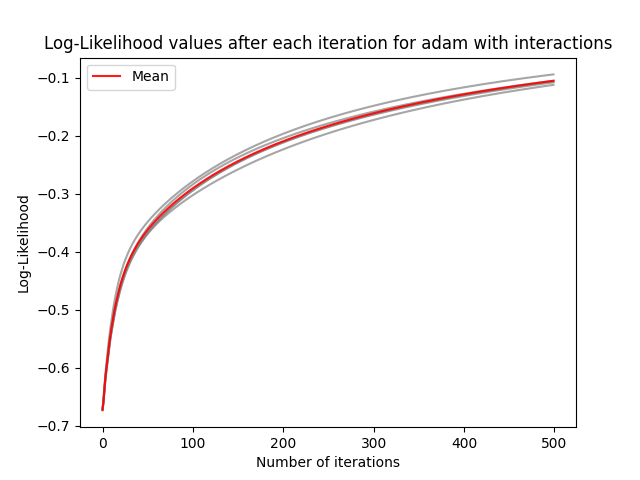 Log-Likelihood values after each iteration for adam with interactions
Mean
−0.1
−0.2
−0.3
−0.4
−0.5
−0.6
−0.7
Log-Likelihood
0 100 200 300 400 500
Number of iterations